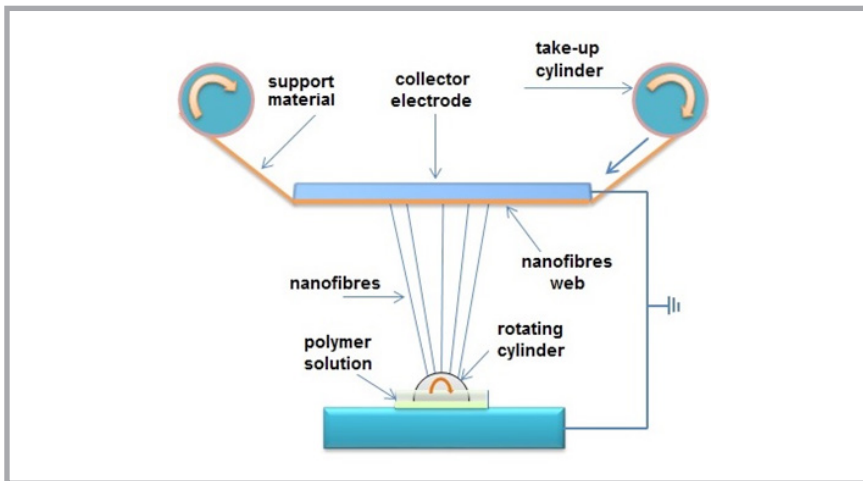 take-up
cylinder
support
material
collector
electrode
nanofibres
web
nanofibres
rotating
cylinder
polymer
solution